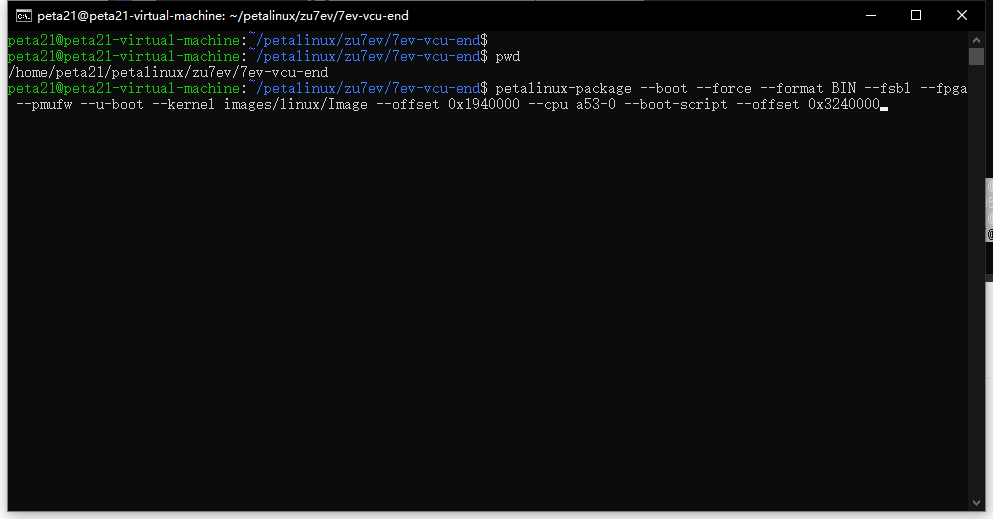 peta21@peta21-virtual-machine: ~/petalinux/zu7ev/7ev-vcu-end
peta21@peta21-virtual-machine:~/petalinux/zu7ev/7ev-vcu-end$
peta21@peta21-virtual-machine:~/petalinux/zu7ev/7ev-vcu-end$ pwd
/home/peta21/petalinux/zu7ev/7ev-vcu-end
peta21@peta21-virtual-machine:~/petalinux/zu7ev/7ev-vcu-end$ petalinux-package --boot --force --format BIN --fsbl --fpga
--pmufw --u-boot --kernel images/linux/Image --offset 0x1940000 --cpu a53-0 --boot-script --offset 0x3240000